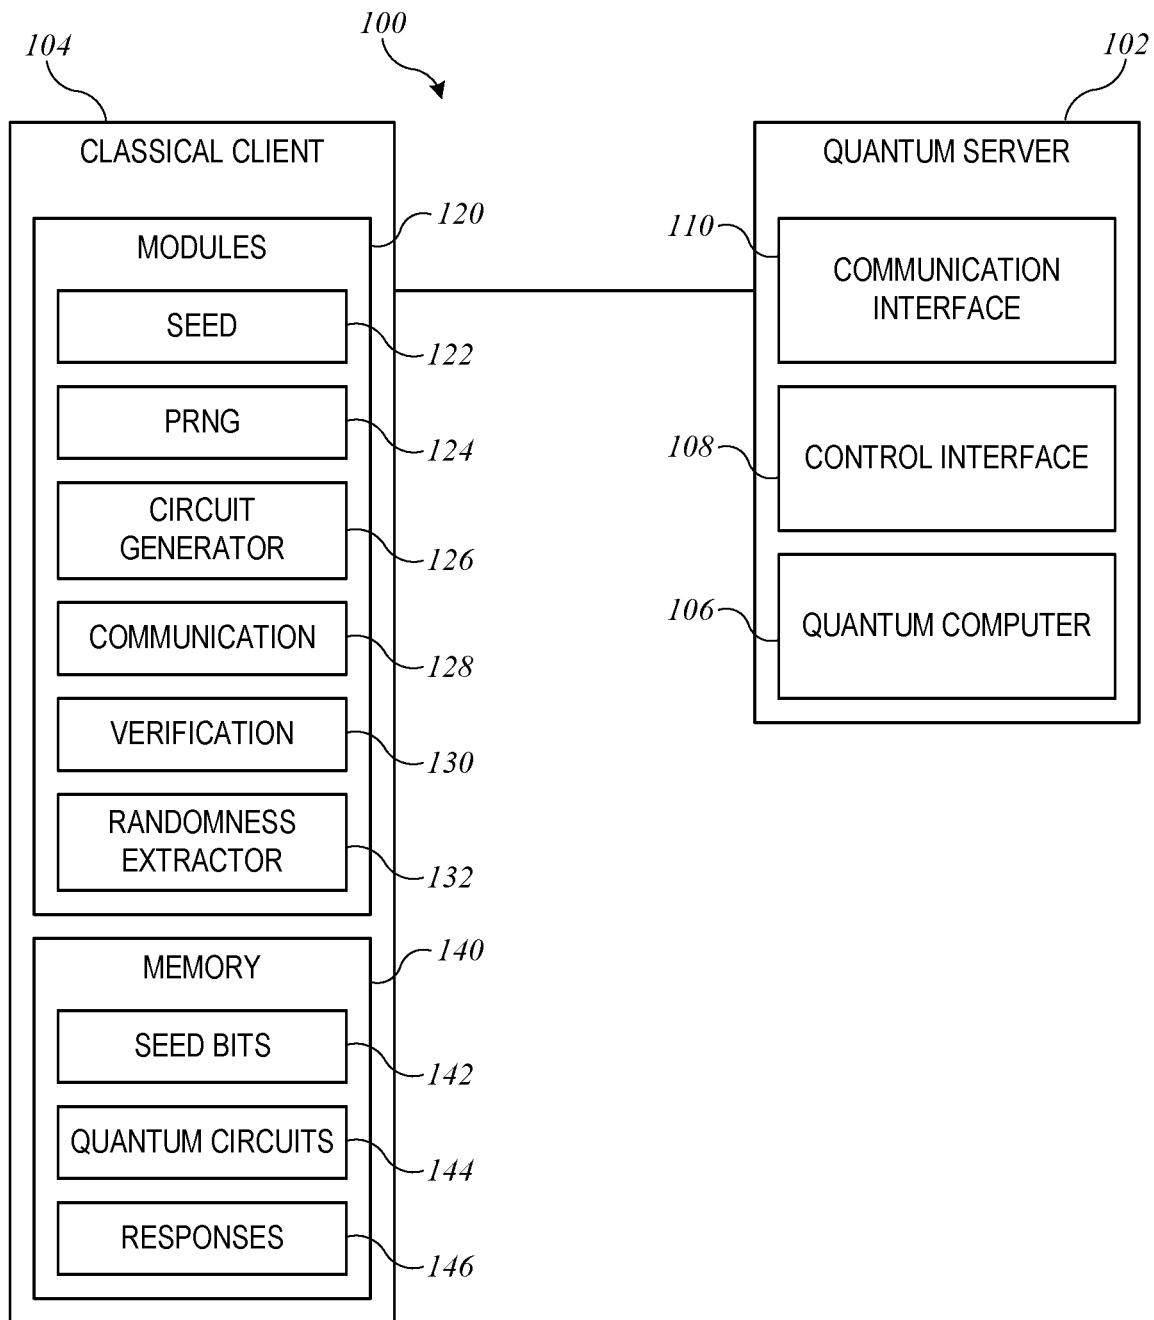 100
104
102
CLASSICAL CLIENT
QUANTUM SERVER
120
MODULES
110
COMMUNICATION
INTERFACE
SEED
122
PRNG
124
108
CONTROL INTERFACE
CIRCUIT
GENERATOR
126
106
QUANTUM COMPUTER
COMMUNICATION
128
VERIFICATION
130
RANDOMNESS
EXTRACTOR
132
140
MEMORY
SEED BITS
142
QUANTUM CIRCUITS
144
RESPONSES
146